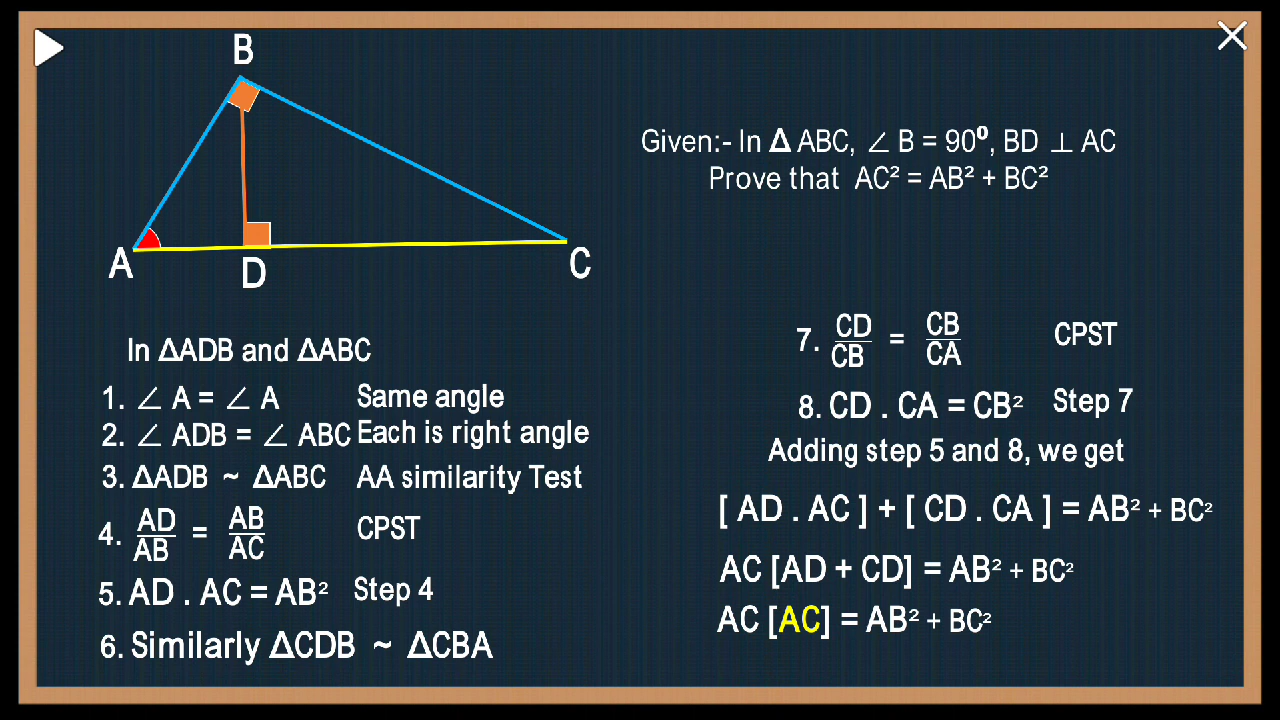 B
A
D
C
Given:- In Δ ABC, ∠ B = 90⁰, BD ⊥ AC
Prove that AC² = AB² + BC²
In ΔADB and ΔABC
1. ∠ A = ∠ A Same angle
2. ∠ ADB = ∠ ABC Each is right angle
3. ΔADB ~ ΔABC AA similarity Test
4. AD/AB = AB/AC CPST
5. AD . AC = AB² Step 4
6. Similarly ΔCDB ~ ΔCBA
7. CD/CB = CB/CA CPST
8. CD . CA = CB² Step 7
Adding step 5 and 8, we get
[ AD . AC ] + [ CD . CA ] = AB² + BC²
AC [AD + CD] = AB² + BC²
AC [AC] = AB² + BC²